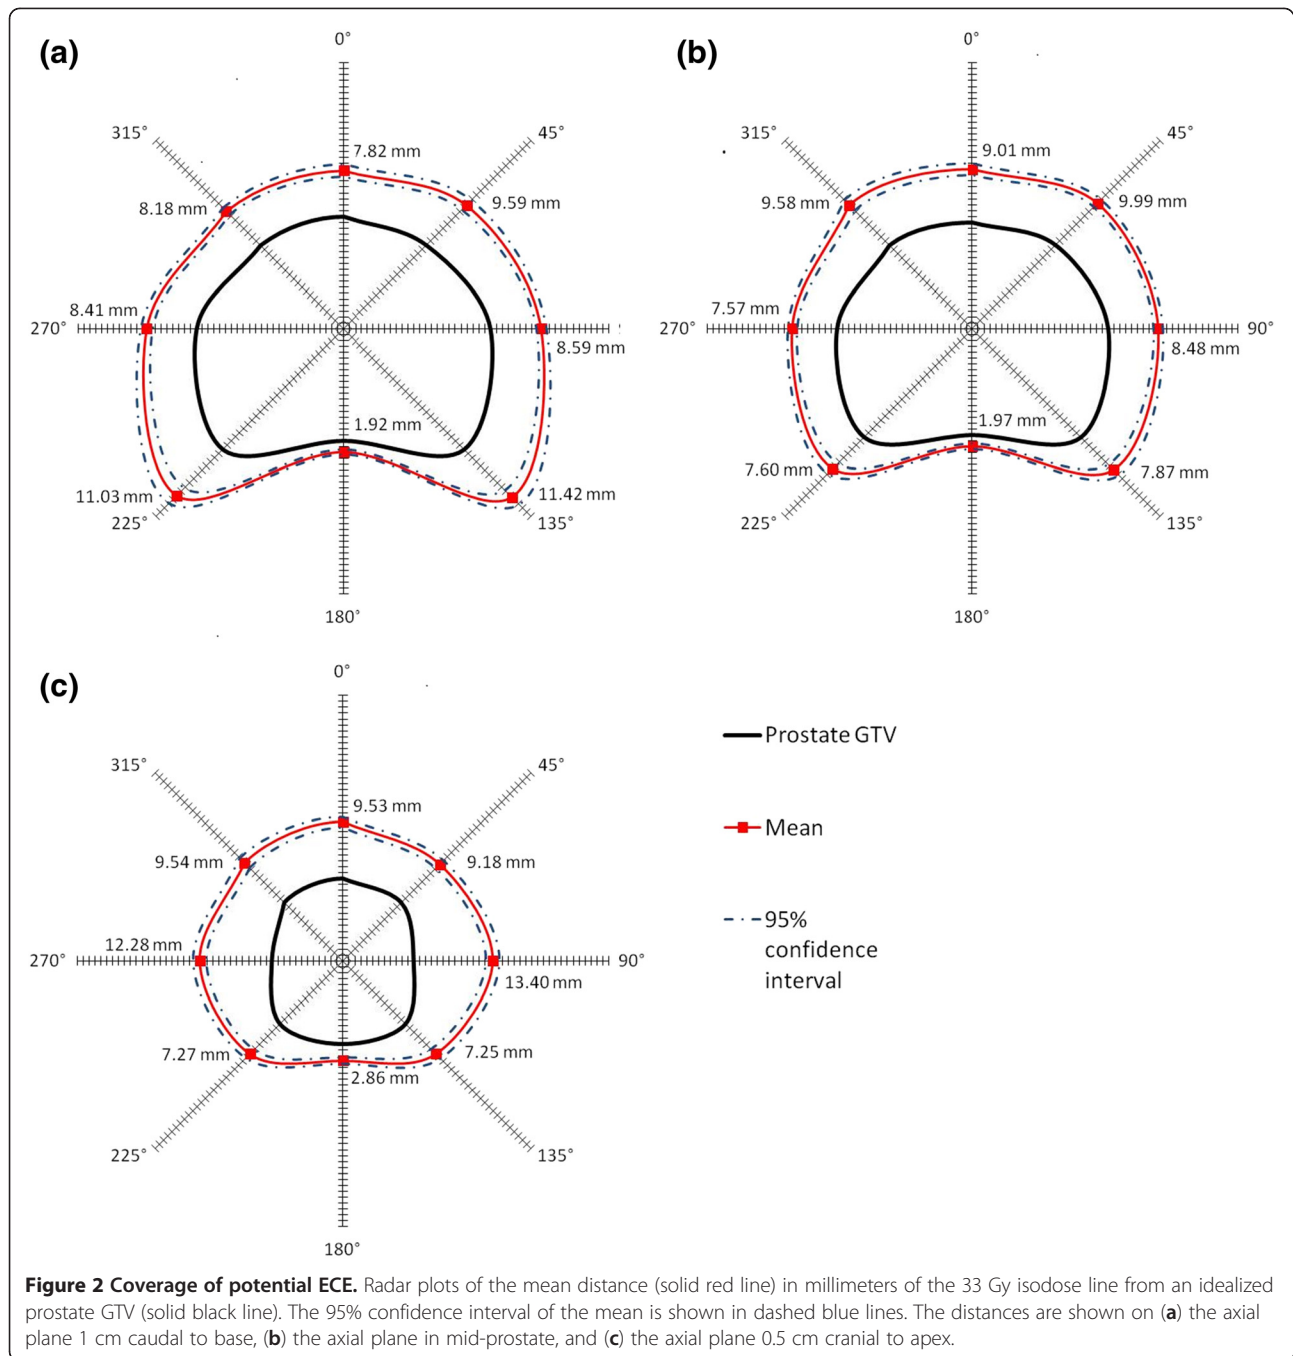 (a)
0°
315°
45°
7.82 mm
8.18 mm
9.59 mm
8.41 mm
270°
8.59 mm
1.92 mm
11.03 mm
11.42 mm
225°
135°
180°
(b)
0°
315°
45°
9.01 mm
9.58 mm
9.99 mm
7.57 mm
270°
90°
8.48 mm
1.97 mm
7.60 mm
7.87 mm
225°
135°
180°
(c)
0°
315°
45°
9.53 mm
9.54 mm
9.18 mm
12.28 mm
270°
90°
13.40 mm
7.27 mm
7.25 mm
2.86 mm
225°
135°
180°
Prostate GTV
Mean
95%
confidence
interval
Figure 2 Coverage of potential ECE. Radar plots of the mean distance (solid red line) in millimeters of the 33 Gy isodose line from an idealized
prostate GTV (solid black line). The 95% confidence interval of the mean is shown in dashed blue lines. The distances are shown on (a) the axial
plane 1 cm caudal to base, (b) the axial plane in mid-prostate, and (c) the axial plane 0.5 cm cranial to apex.